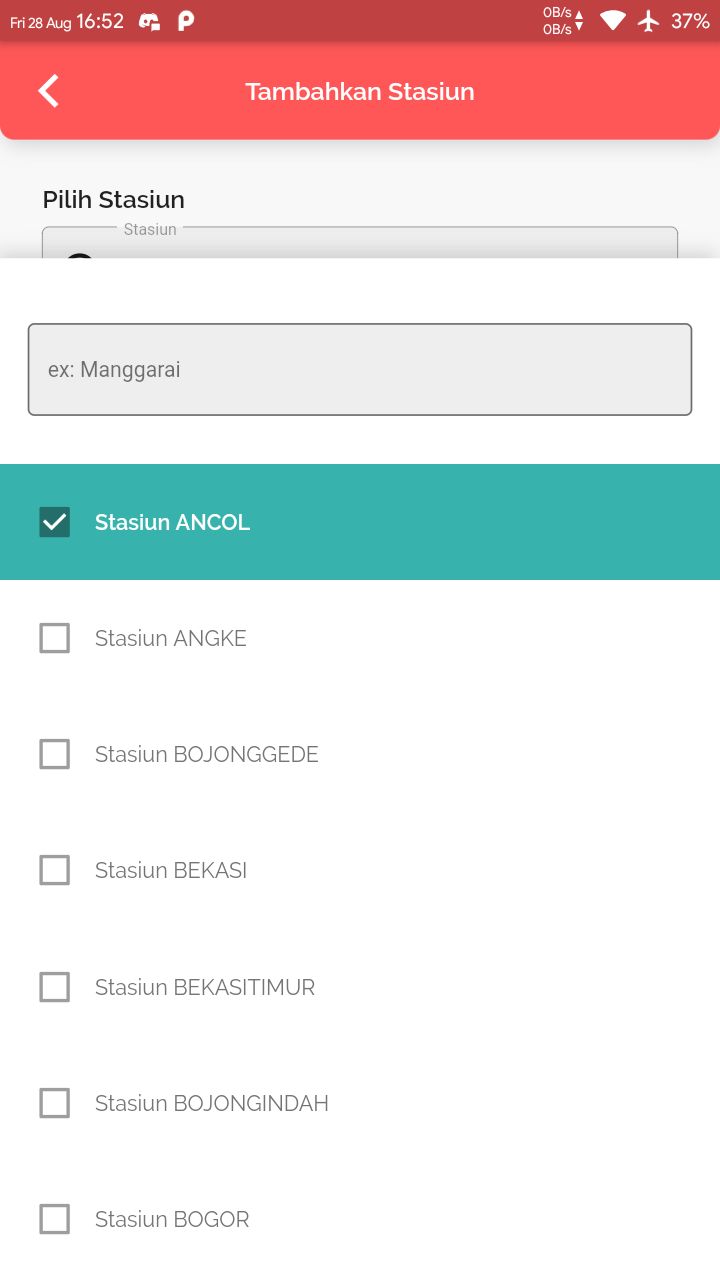 Fri 28 Aug 16:52
0B/s
0B/s
37%
Tambahkan Stasiun
Pilih Stasiun
Stasiun
ex: Manggarai
Stasiun ANCOL
Stasiun ANGKE
Stasiun BOJONGGEDE
Stasiun BEKASI
Stasiun BEKASITIMUR
Stasiun BOJONGINDAH
Stasiun BOGOR